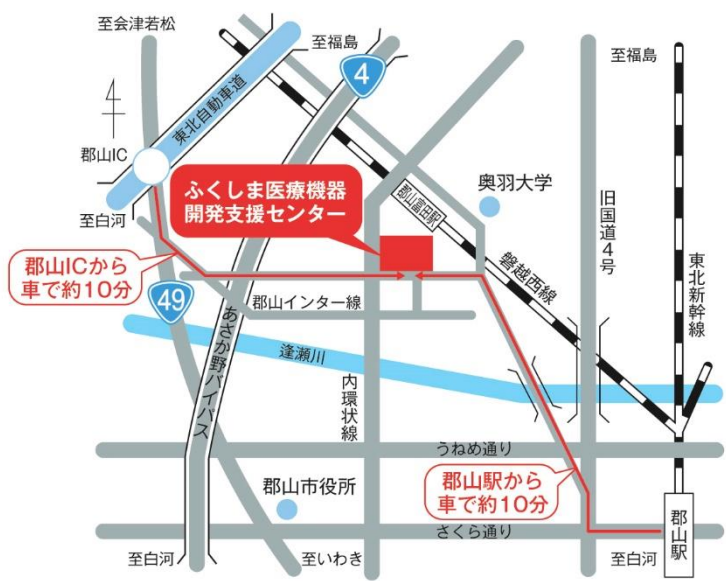 至会津若松
至福島
4
至福島
東北自動車道
郡山IC
至白河
ふくしま医療機器
開発支援センター
郡山富田駅
奥羽大学
旧国道4号
磐越西線
東北新幹線
郡山ICから
車で約10分
49
郡山インター線
あさか野バイパス
逢瀬川
内環状線
うねめ通り
郡山市役所
郡山駅から
車で約10分
さくら通り
郡山駅
至白河
至いわき
至白河